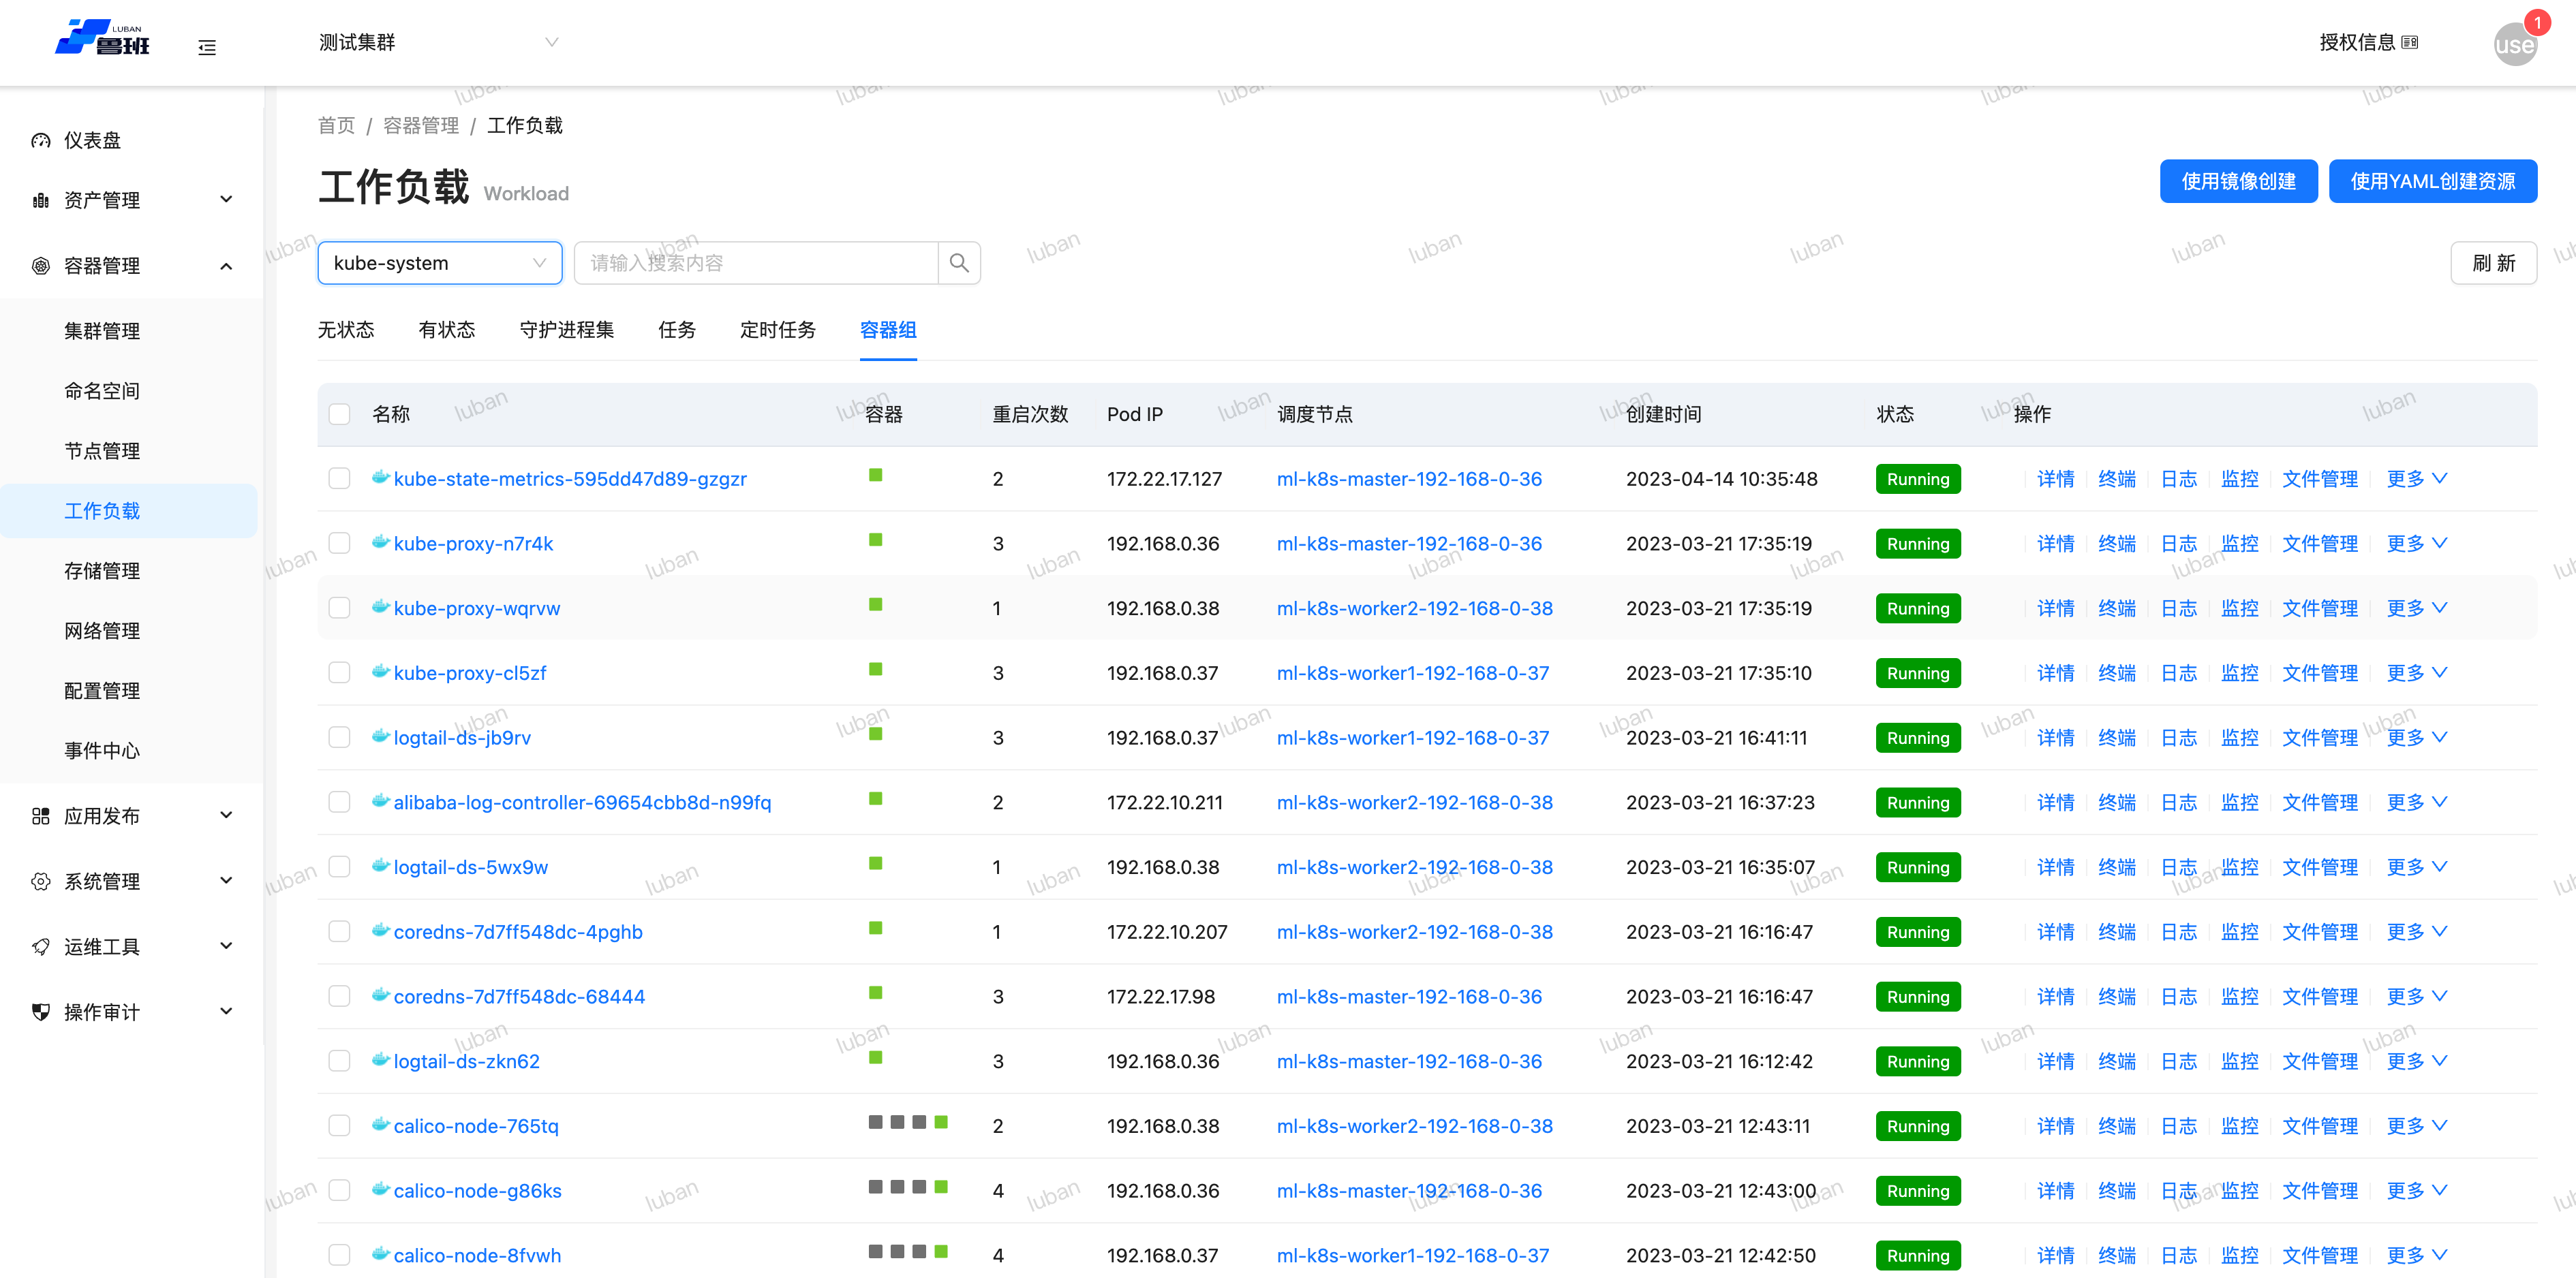 LUBAN
鲁班
测试集群
授权信息
use
1
仪表盘
资产管理
容器管理
集群管理
命名空间
节点管理
工作负载
存储管理
网络管理
配置管理
事件中心
应用发布
系统管理
运维工具
操作审计
首页 / 容器管理 / 工作负载
工作负载 Workload
使用镜像创建 使用YAML创建资源
kube-system 请输入搜索内容 刷 新
无状态 有状态 守护进程集 任务 定时任务 容器组
名称 容器 重启次数 Pod IP 调度节点 创建时间 状态 操作
kube-state-metrics-595dd47d89-gzgzr 2 172.22.17.127 ml-k8s-master-192-168-0-36 2023-04-14 10:35:48 Running 详情 终端 日志 监控 文件管理 更多
kube-proxy-n7r4k 3 192.168.0.36 ml-k8s-master-192-168-0-36 2023-03-21 17:35:19 Running 详情 终端 日志 监控 文件管理 更多
kube-proxy-wqrvw 1 192.168.0.38 ml-k8s-worker2-192-168-0-38 2023-03-21 17:35:19 Running 详情 终端 日志 监控 文件管理 更多
kube-proxy-cl5zf 3 192.168.0.37 ml-k8s-worker1-192-168-0-37 2023-03-21 17:35:10 Running 详情 终端 日志 监控 文件管理 更多
logtail-ds-jb9rv 3 192.168.0.37 ml-k8s-worker1-192-168-0-37 2023-03-21 16:41:11 Running 详情 终端 日志 监控 文件管理 更多
alibaba-log-controller-69654cbb8d-n99fq 2 172.22.10.211 ml-k8s-worker2-192-168-0-38 2023-03-21 16:37:23 Running 详情 终端 日志 监控 文件管理 更多
logtail-ds-5wx9w 1 192.168.0.38 ml-k8s-worker2-192-168-0-38 2023-03-21 16:35:07 Running 详情 终端 日志 监控 文件管理 更多
coredns-7d7ff548dc-4pghb 1 172.22.10.207 ml-k8s-worker2-192-168-0-38 2023-03-21 16:16:47 Running 详情 终端 日志 监控 文件管理 更多
coredns-7d7ff548dc-68444 3 172.22.17.98 ml-k8s-master-192-168-0-36 2023-03-21 16:16:47 Running 详情 终端 日志 监控 文件管理 更多
logtail-ds-zkn62 3 192.168.0.36 ml-k8s-master-192-168-0-36 2023-03-21 16:12:42 Running 详情 终端 日志 监控 文件管理 更多
calico-node-765tq 2 192.168.0.38 ml-k8s-worker2-192-168-0-38 2023-03-21 12:43:11 Running 详情 终端 日志 监控 文件管理 更多
calico-node-g86ks 4 192.168.0.36 ml-k8s-master-192-168-0-36 2023-03-21 12:43:00 Running 详情 终端 日志 监控 文件管理 更多
calico-node-8fvwh 4 192.168.0.37 ml-k8s-worker1-192-168-0-37 2023-03-21 12:42:50 Running 详情 终端 日志 监控 文件管理 更多
luban